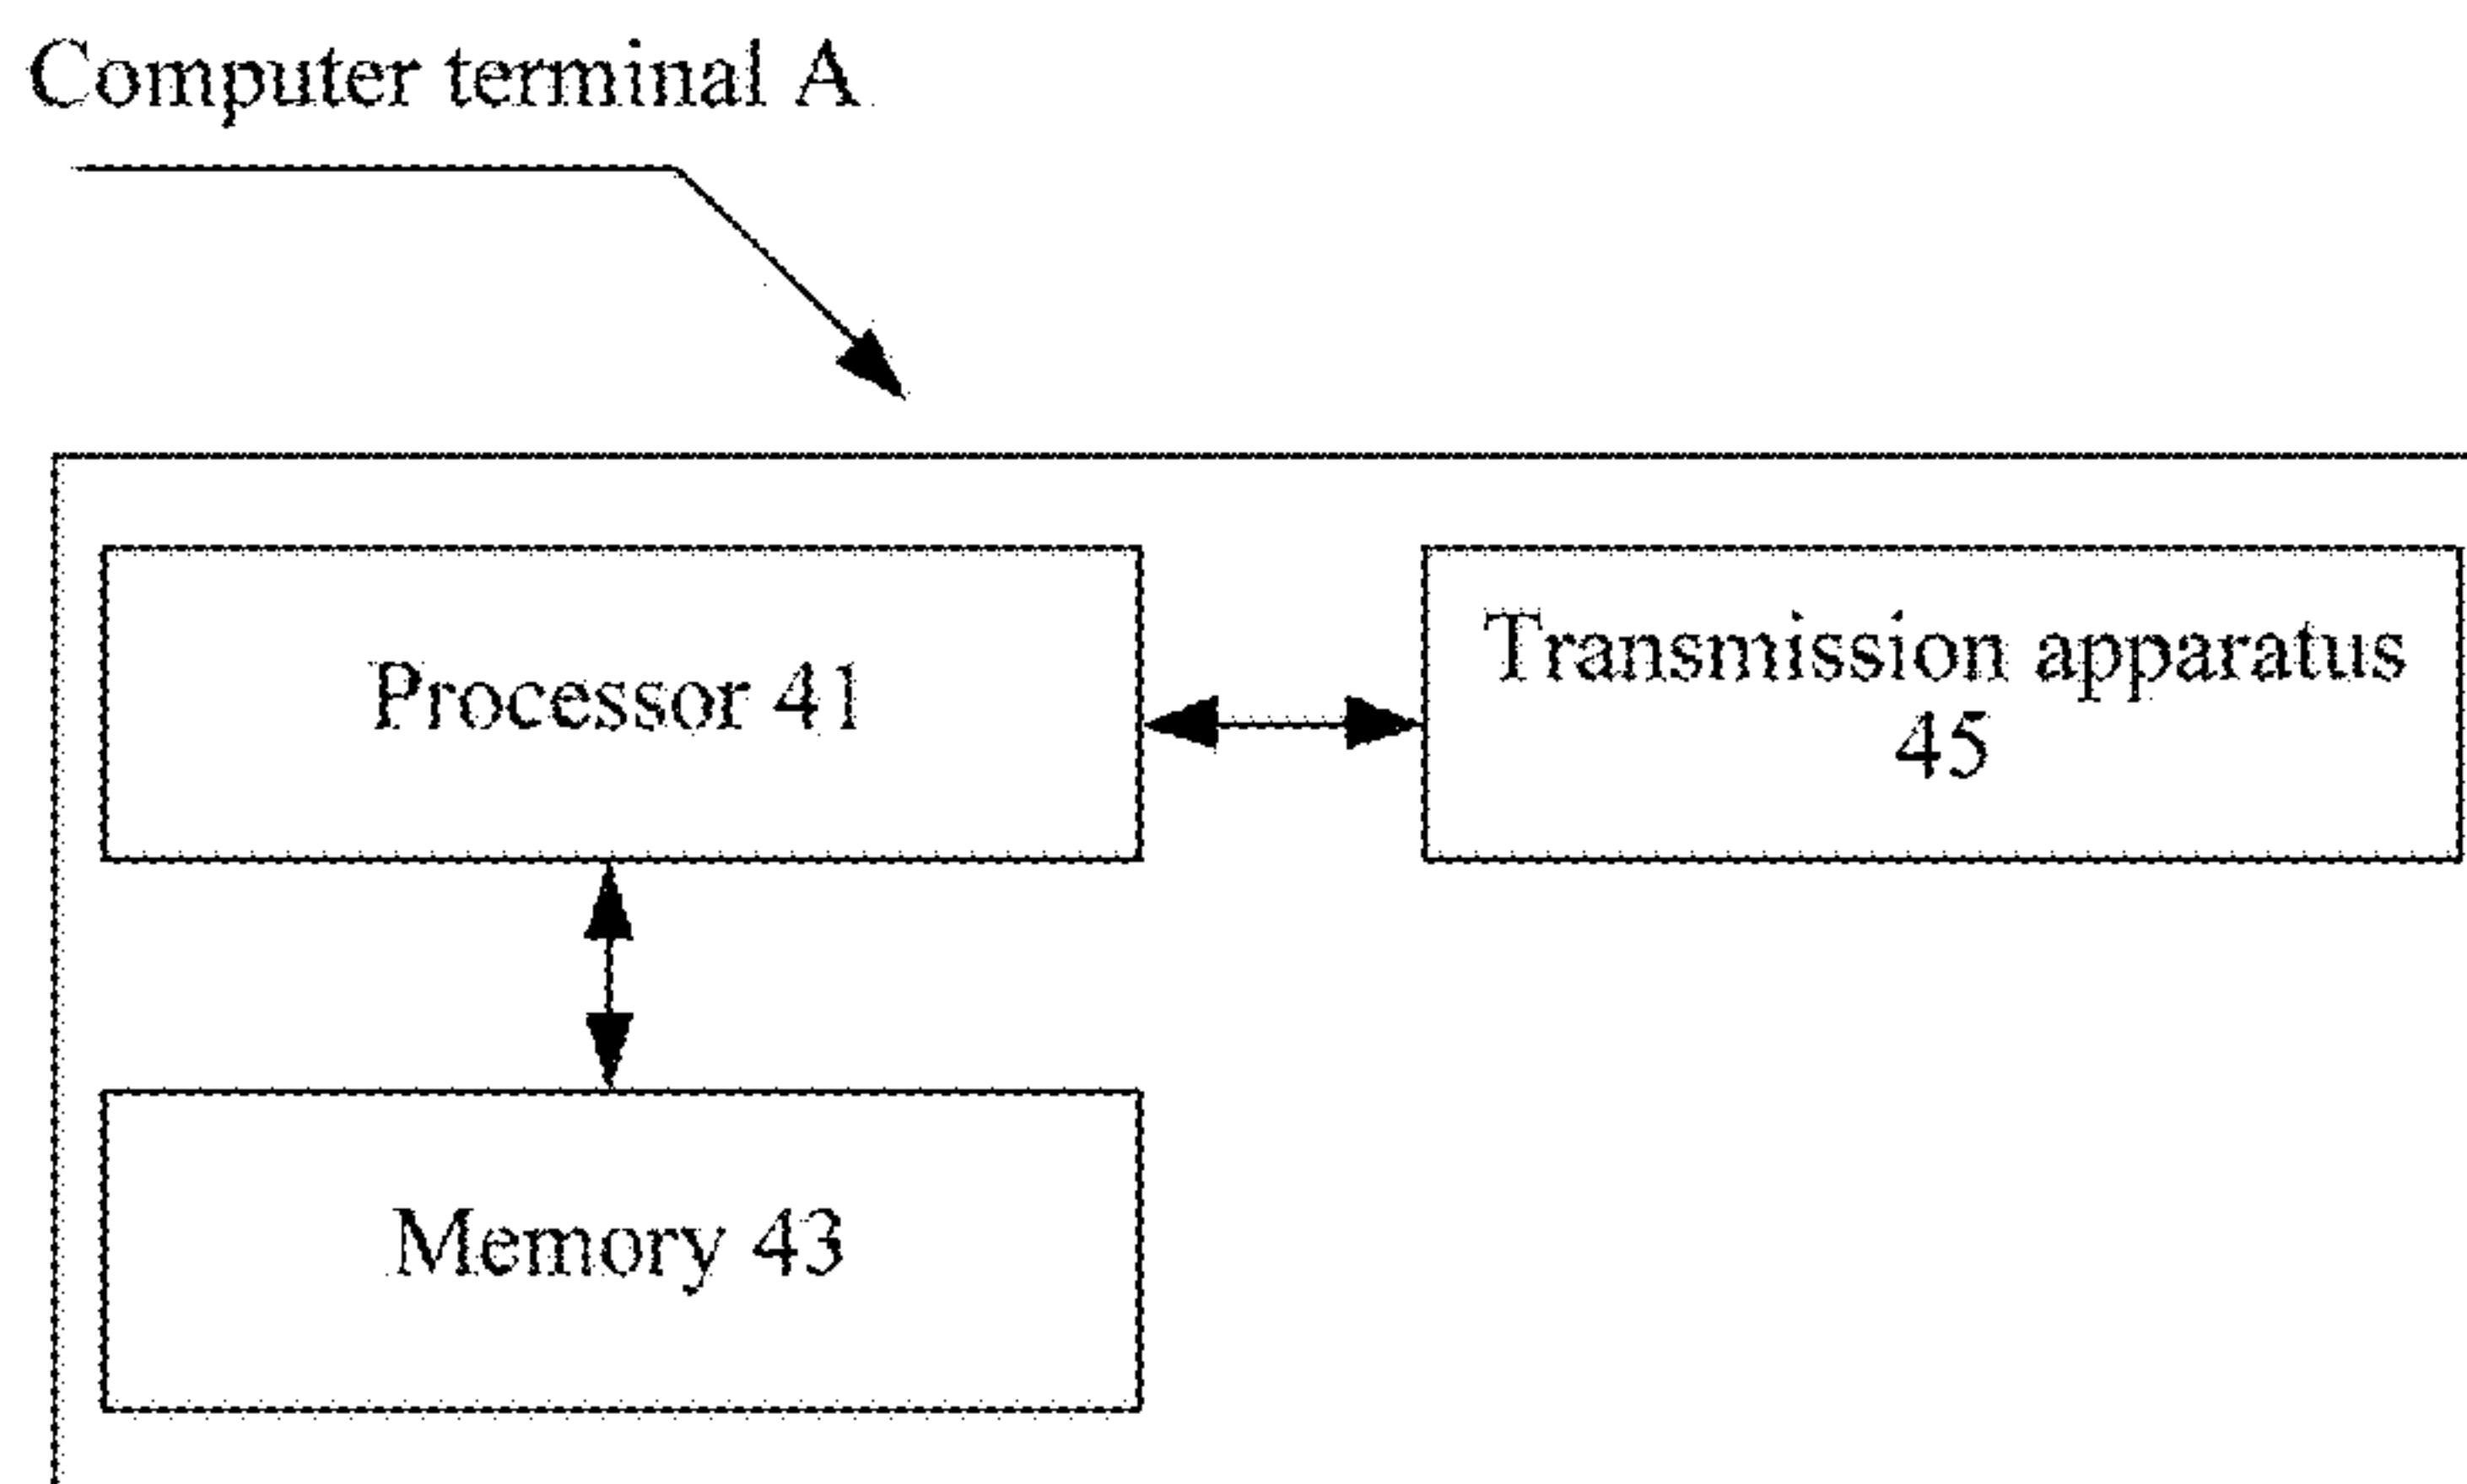 Computer terminal A
Processor 41
Transmission apparatus
45
Memory 43